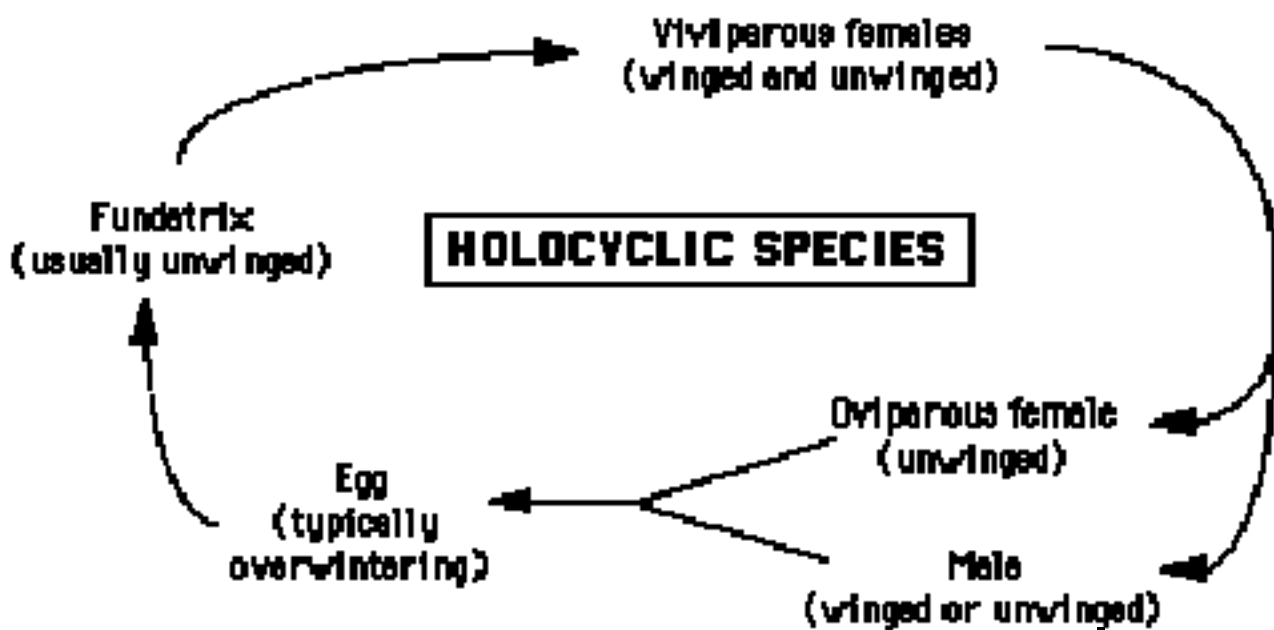 Viviparous females
(winged and unwinged)
Fundatrix
(usually unwinged)
HOLOCYCLIC SPECIES
Oviparous female
(unwinged)
Egg
(typically
overwintering)
Male
(winged or unwinged)